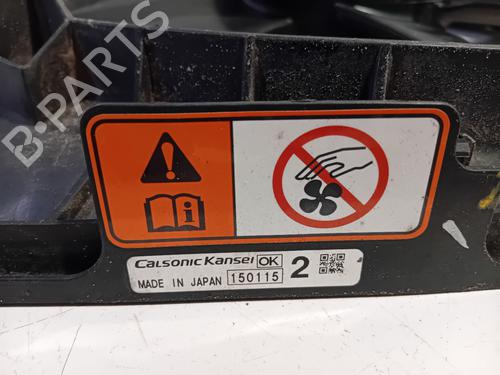 B-PARTS
Calsonic Kansei OK
MADE IN JAPAN 150115 2